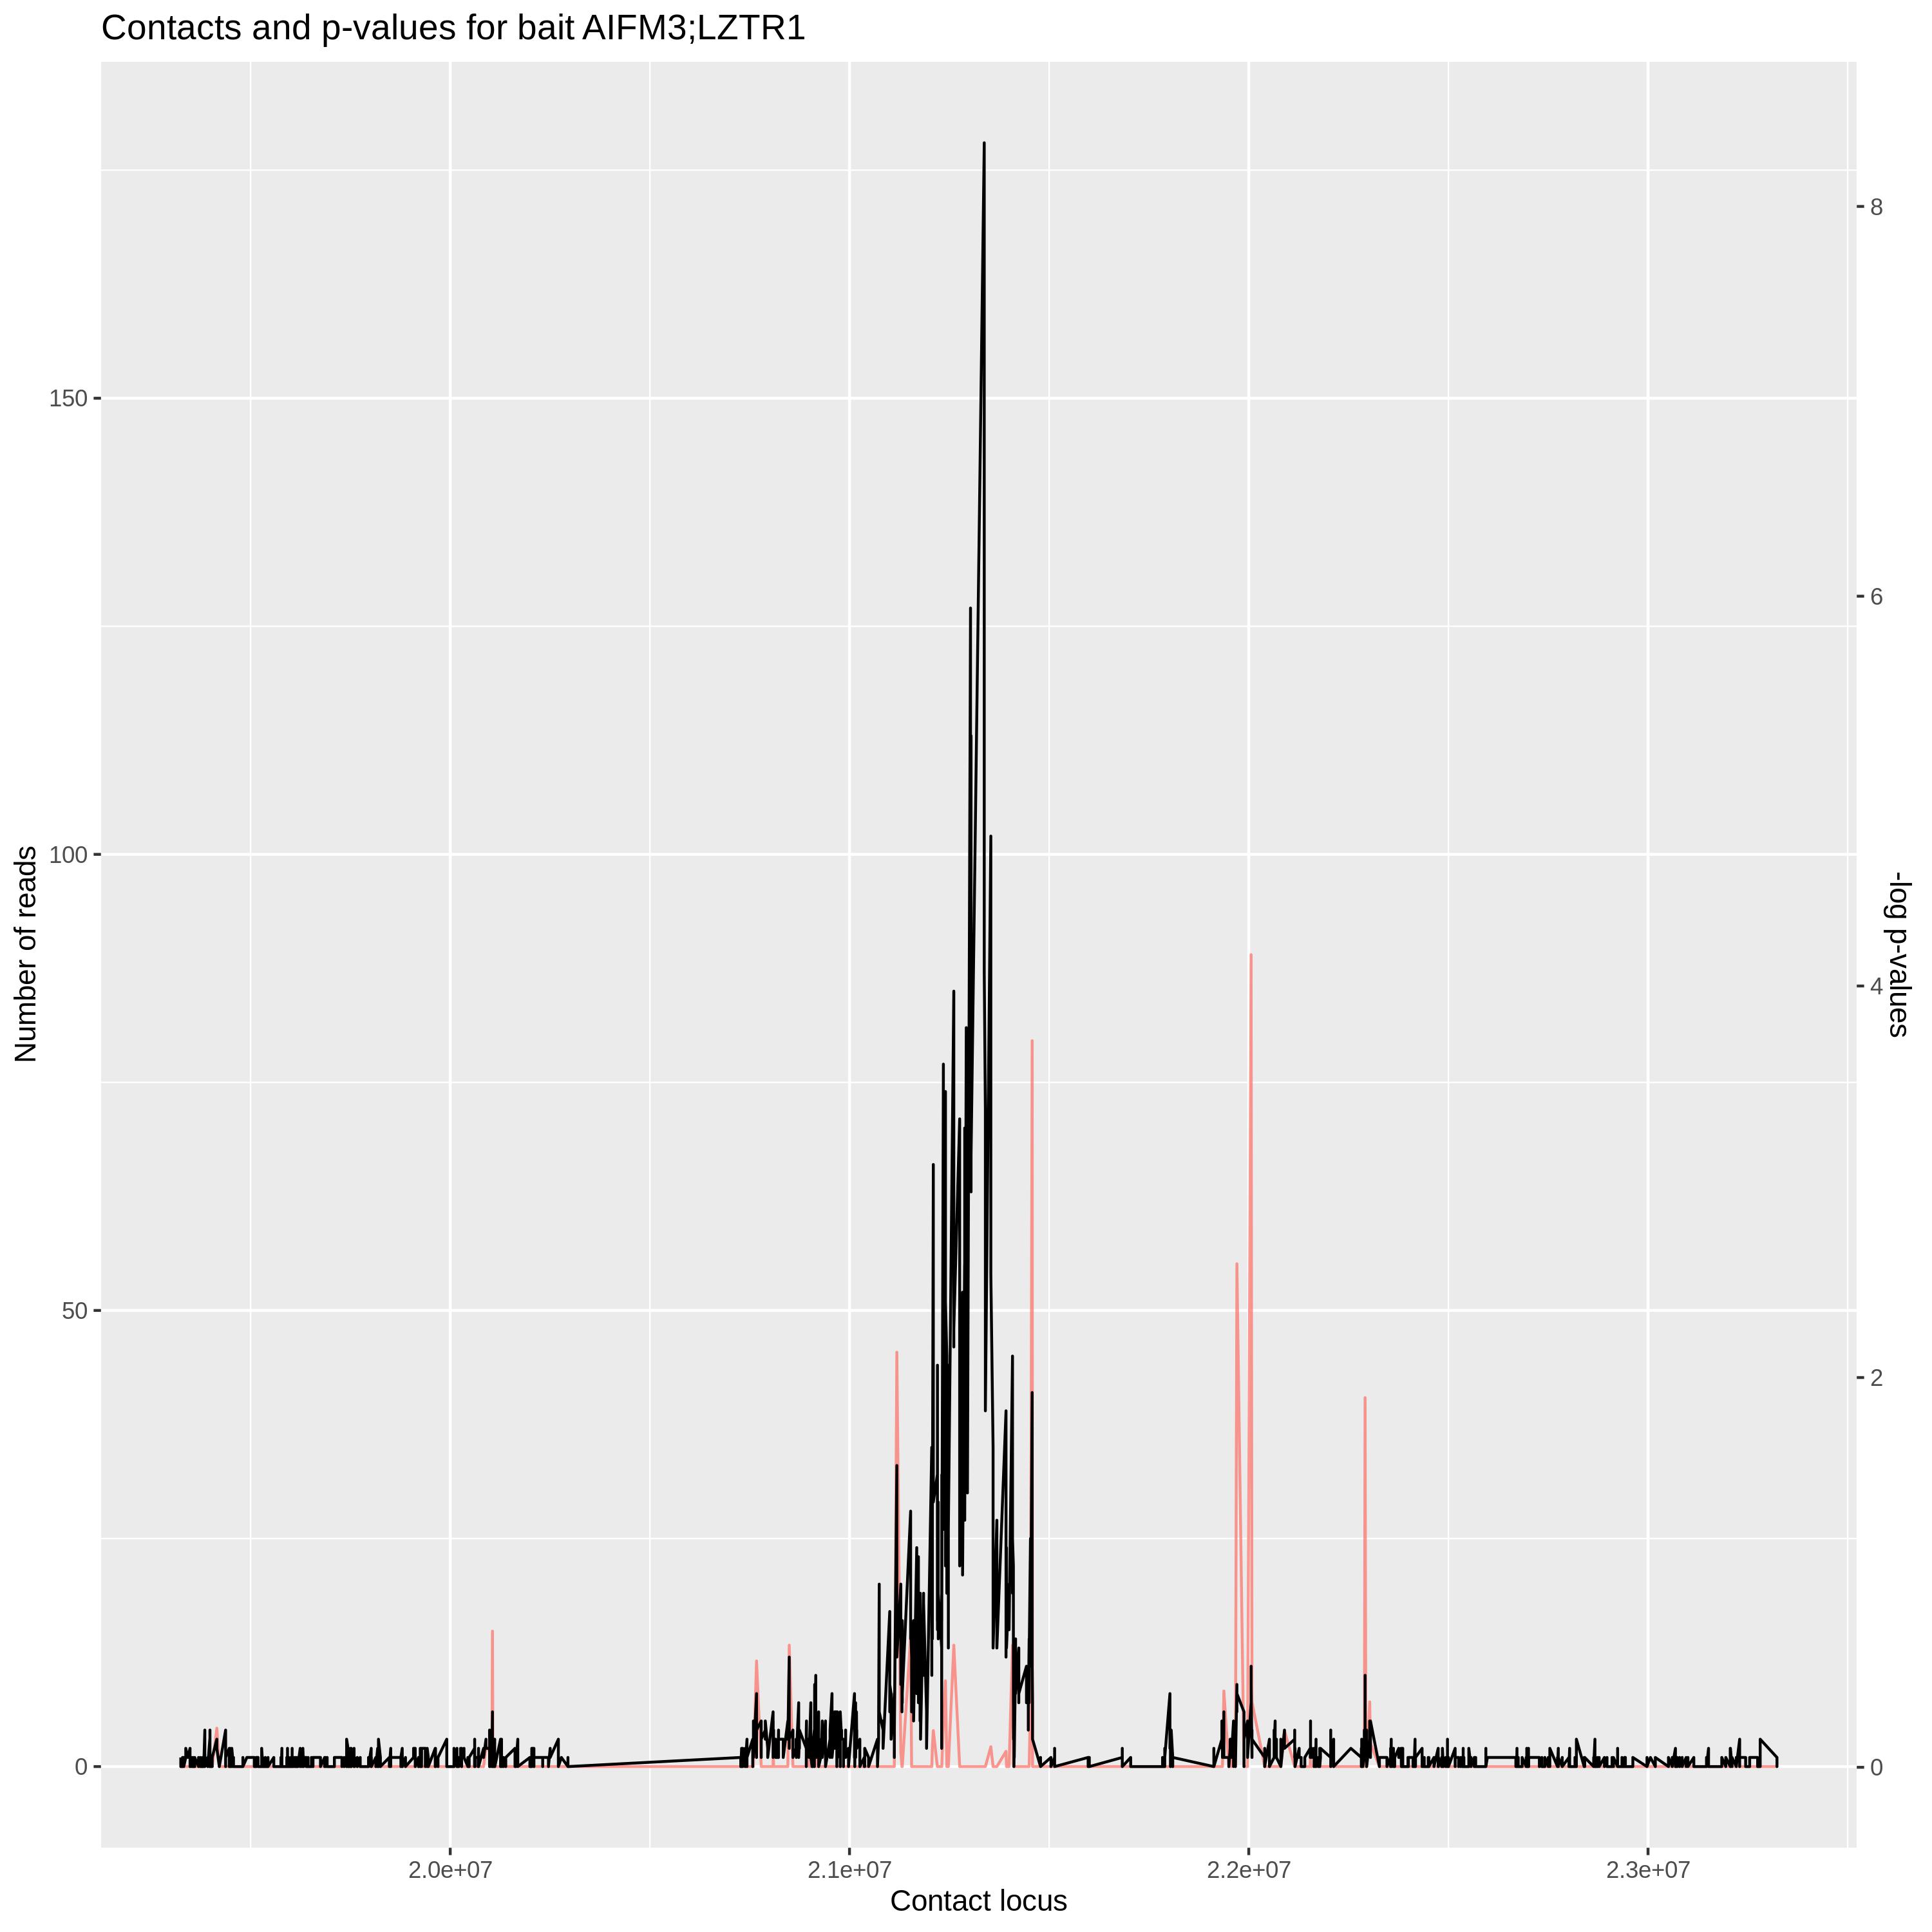 Contacts and p-values for bait AIFM3;LZTR1
150
100
50
0
Number of reads
8
6
4
2
0
-log p-values
2.0e+07
2.1e+07
2.2e+07
2.3e+07
Contact locus